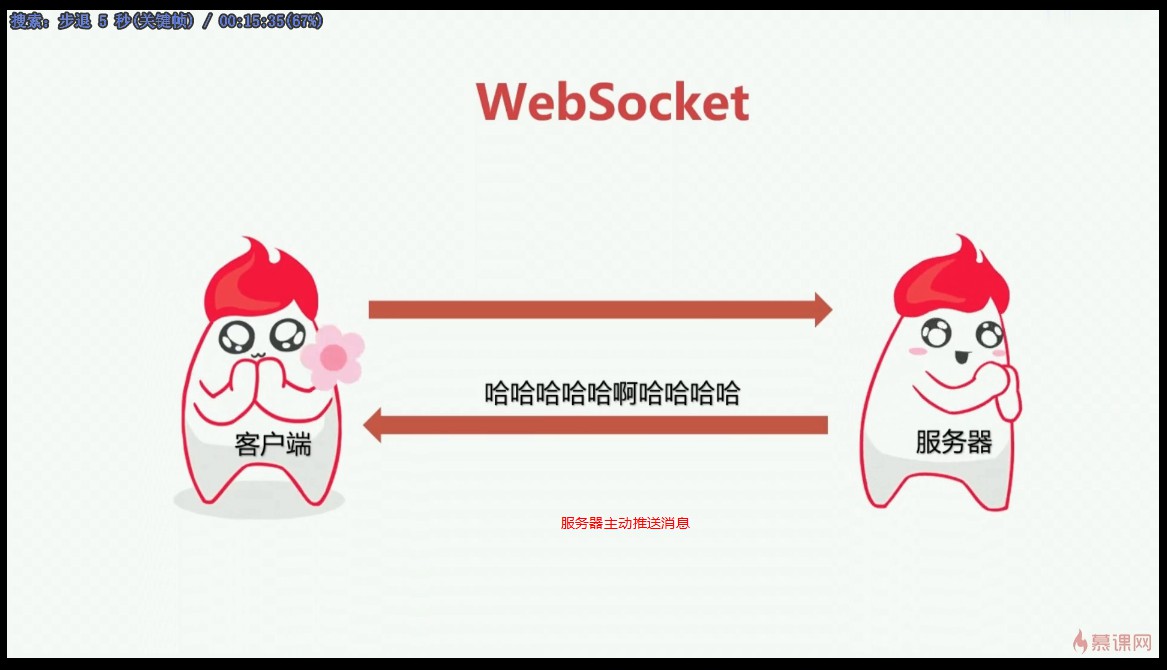 搜索: 步退 5 秒(关键帧) / 00:15:35(67%)
WebSocket
哈哈哈哈哈啊哈哈哈哈
客户端
服务器
服务器主动推送消息
慕课网